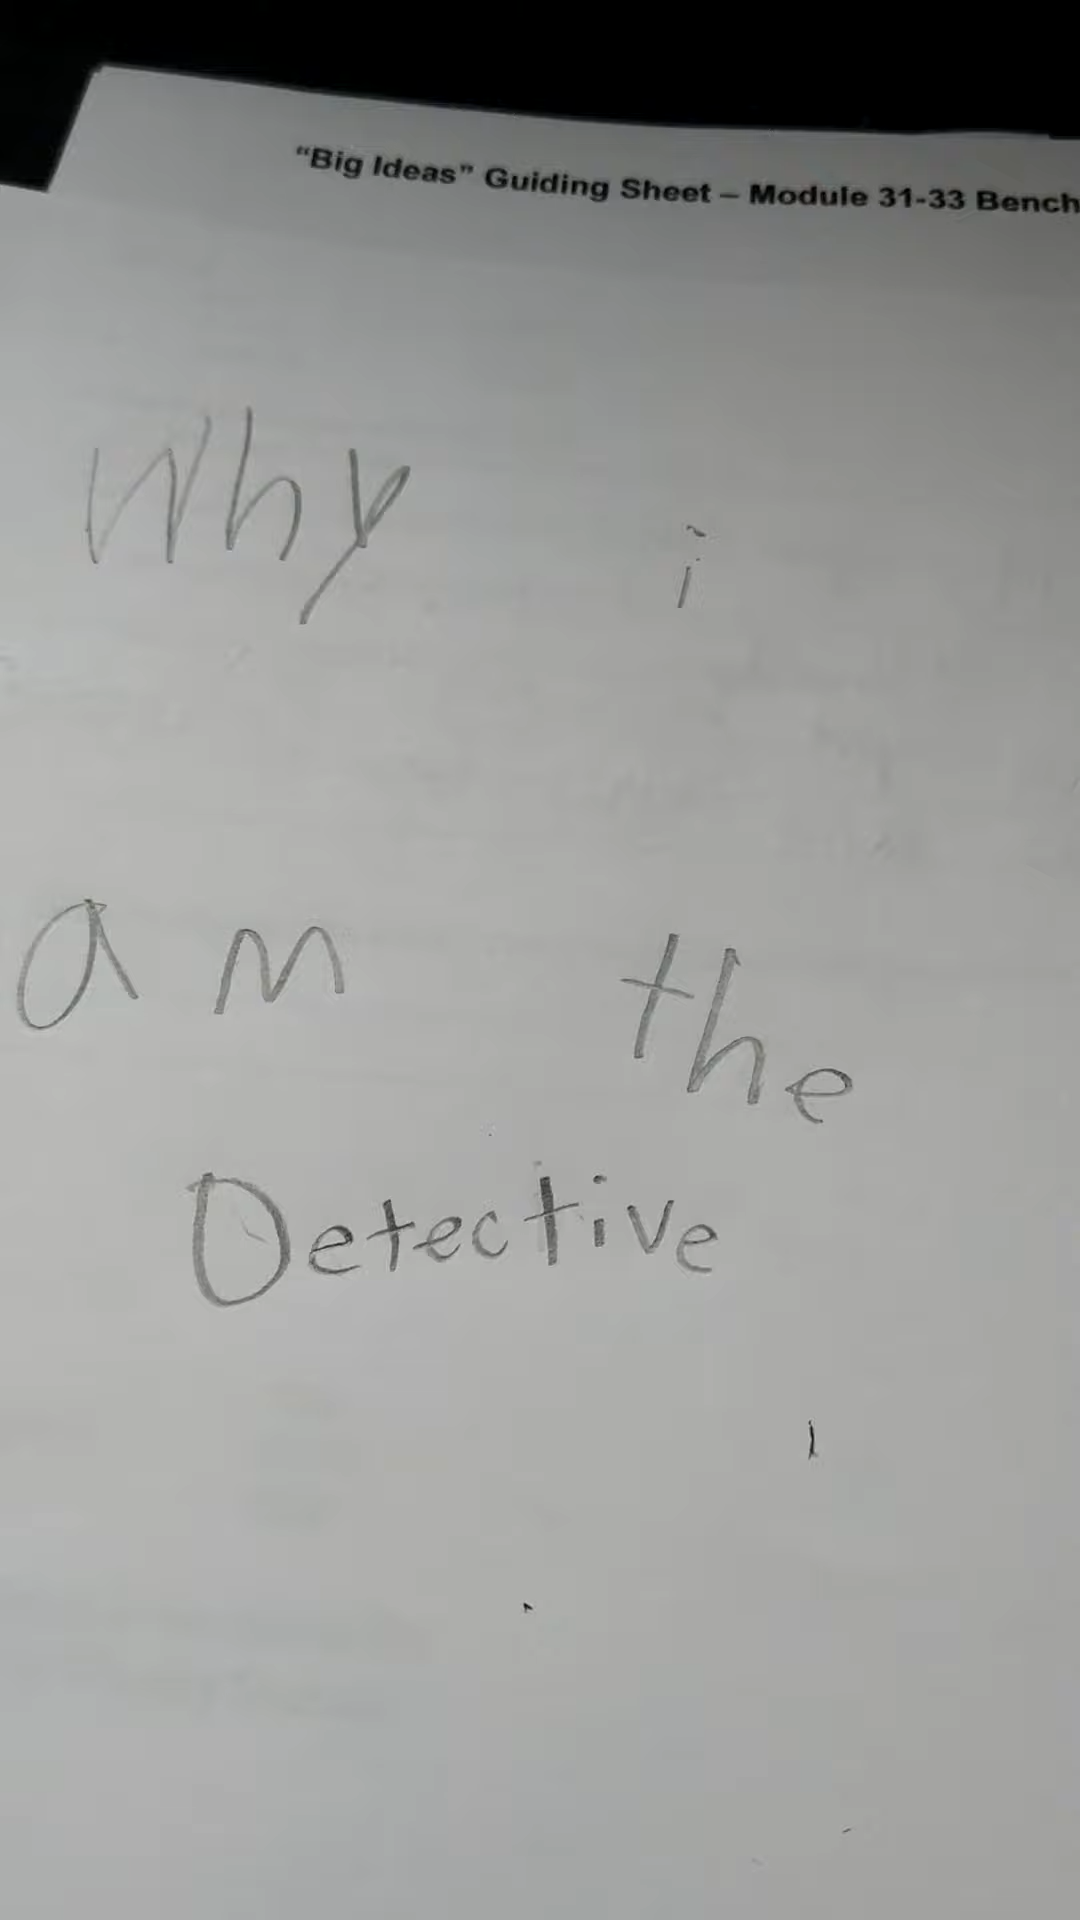 "Big Ideas" Guiding Sheet – Module 31-33 Bench
Why i
am the
Detective